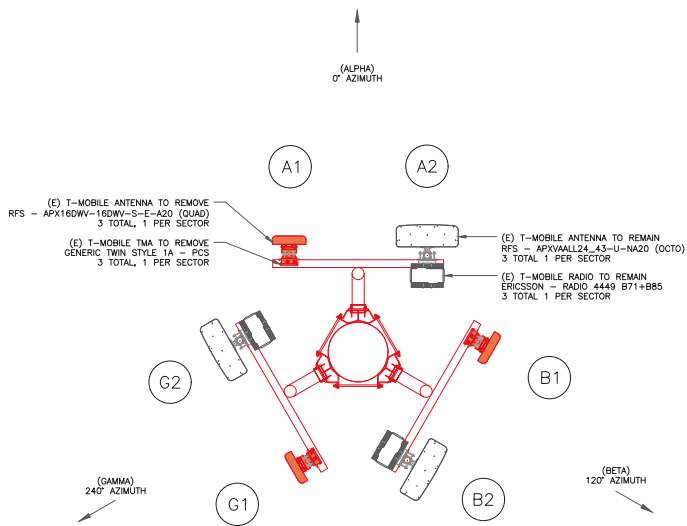 (ALPHA)
0° AZIMUTH
A1
A2
(E) T-MOBILE ANTENNA TO REMOVE
RFS - APX16DWV-16DWV-S-E-A20 (QUAD)
3 TOTAL, 1 PER SECTOR
(E) T-MOBILE TMA TO REMOVE
GENERIC TWIN STYLE 1A - PCS
3 TOTAL, 1 PER SECTOR
(E) T-MOBILE ANTENNA TO REMAIN
RFS - APXVAALL24_43-U-NA20 (OCTO)
3 TOTAL 1 PER SECTOR
(E) T-MOBILE RADIO TO REMAIN
ERICSSON - RADIO 4449 B71+B85
3 TOTAL 1 PER SECTOR
G2
B1
G1
B2
(GAMMA)
240° AZIMUTH
(BETA)
120° AZIMUTH